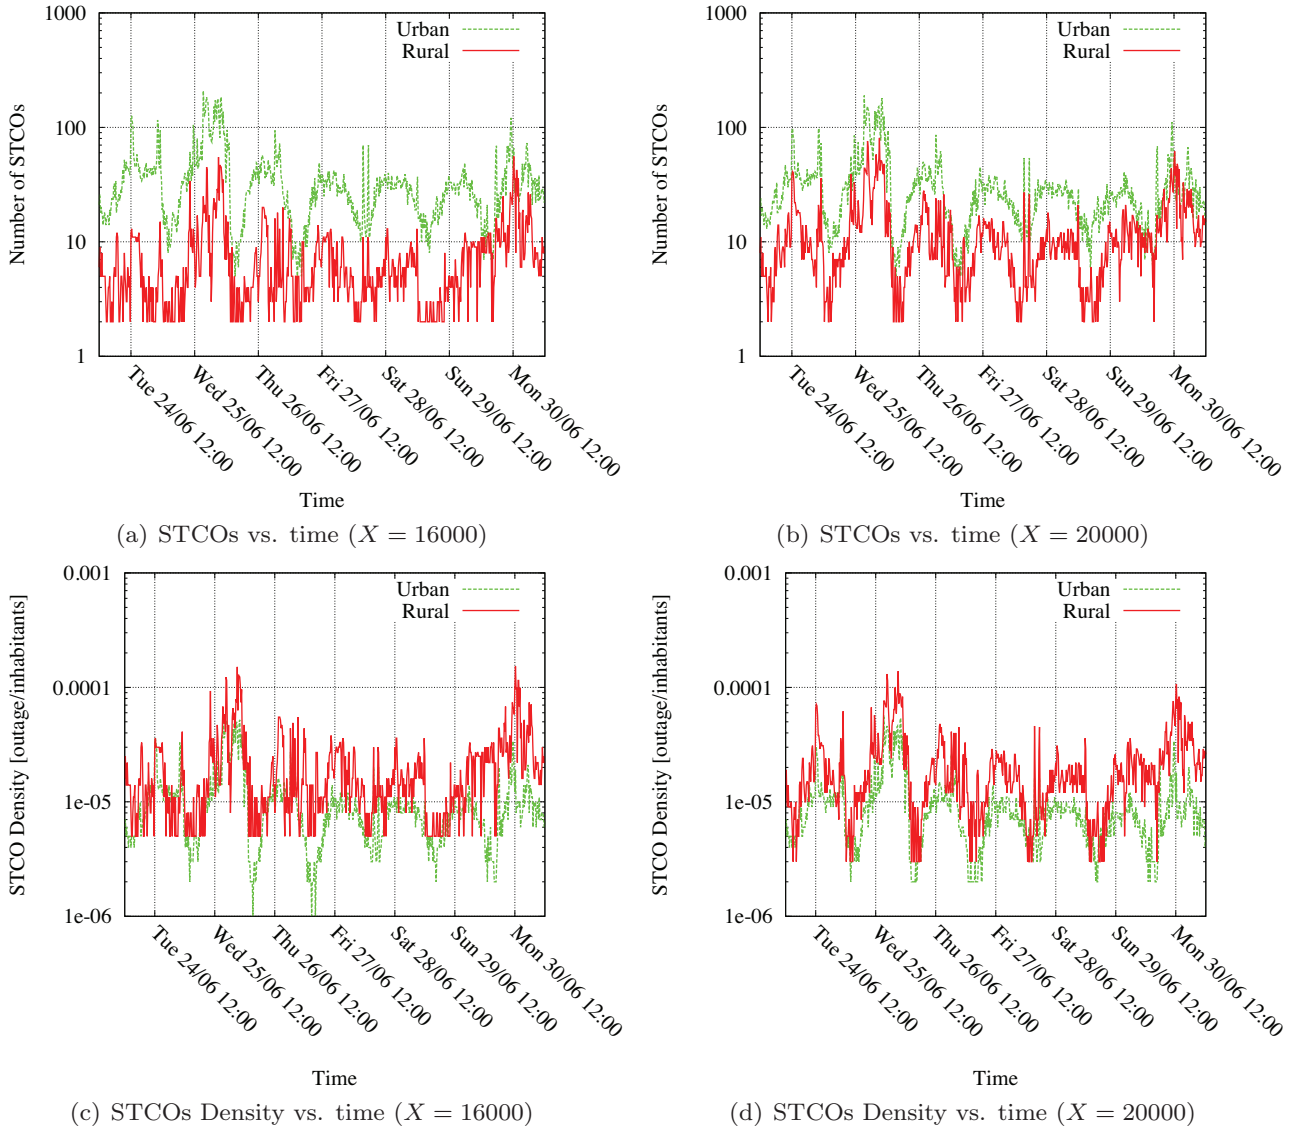 1000
100
10
1
Number of STCOs
Urban
Rural
Tue 24/06 12:00
Wed 25/06 12:00
Thu 26/06 12:00
Fri 27/06 12:00
Sat 28/06 12:00
Sun 29/06 12:00
Mon 30/06 12:00
Time
(a) STCOs vs. time (X = 16000)
1000
100
10
1
Number of STCOs
Urban
Rural
Tue 24/06 12:00
Wed 25/06 12:00
Thu 26/06 12:00
Fri 27/06 12:00
Sat 28/06 12:00
Sun 29/06 12:00
Mon 30/06 12:00
Time
(b) STCOs vs. time (X = 20000)
0.001
0.0001
1e-05
1e-06
STCO Density [outage/inhabitants]
Urban
Rural
Tue 24/06 12:00
Wed 25/06 12:00
Thu 26/06 12:00
Fri 27/06 12:00
Sat 28/06 12:00
Sun 29/06 12:00
Mon 30/06 12:00
Time
(c) STCOs Density vs. time (X = 16000)
0.001
0.0001
1e-05
1e-06
STCO Density [outage/inhabitants]
Urban
Rural
Tue 24/06 12:00
Wed 25/06 12:00
Thu 26/06 12:00
Fri 27/06 12:00
Sat 28/06 12:00
Sun 29/06 12:00
Mon 30/06 12:00
Time
(d) STCOs Density vs. time (X = 20000)